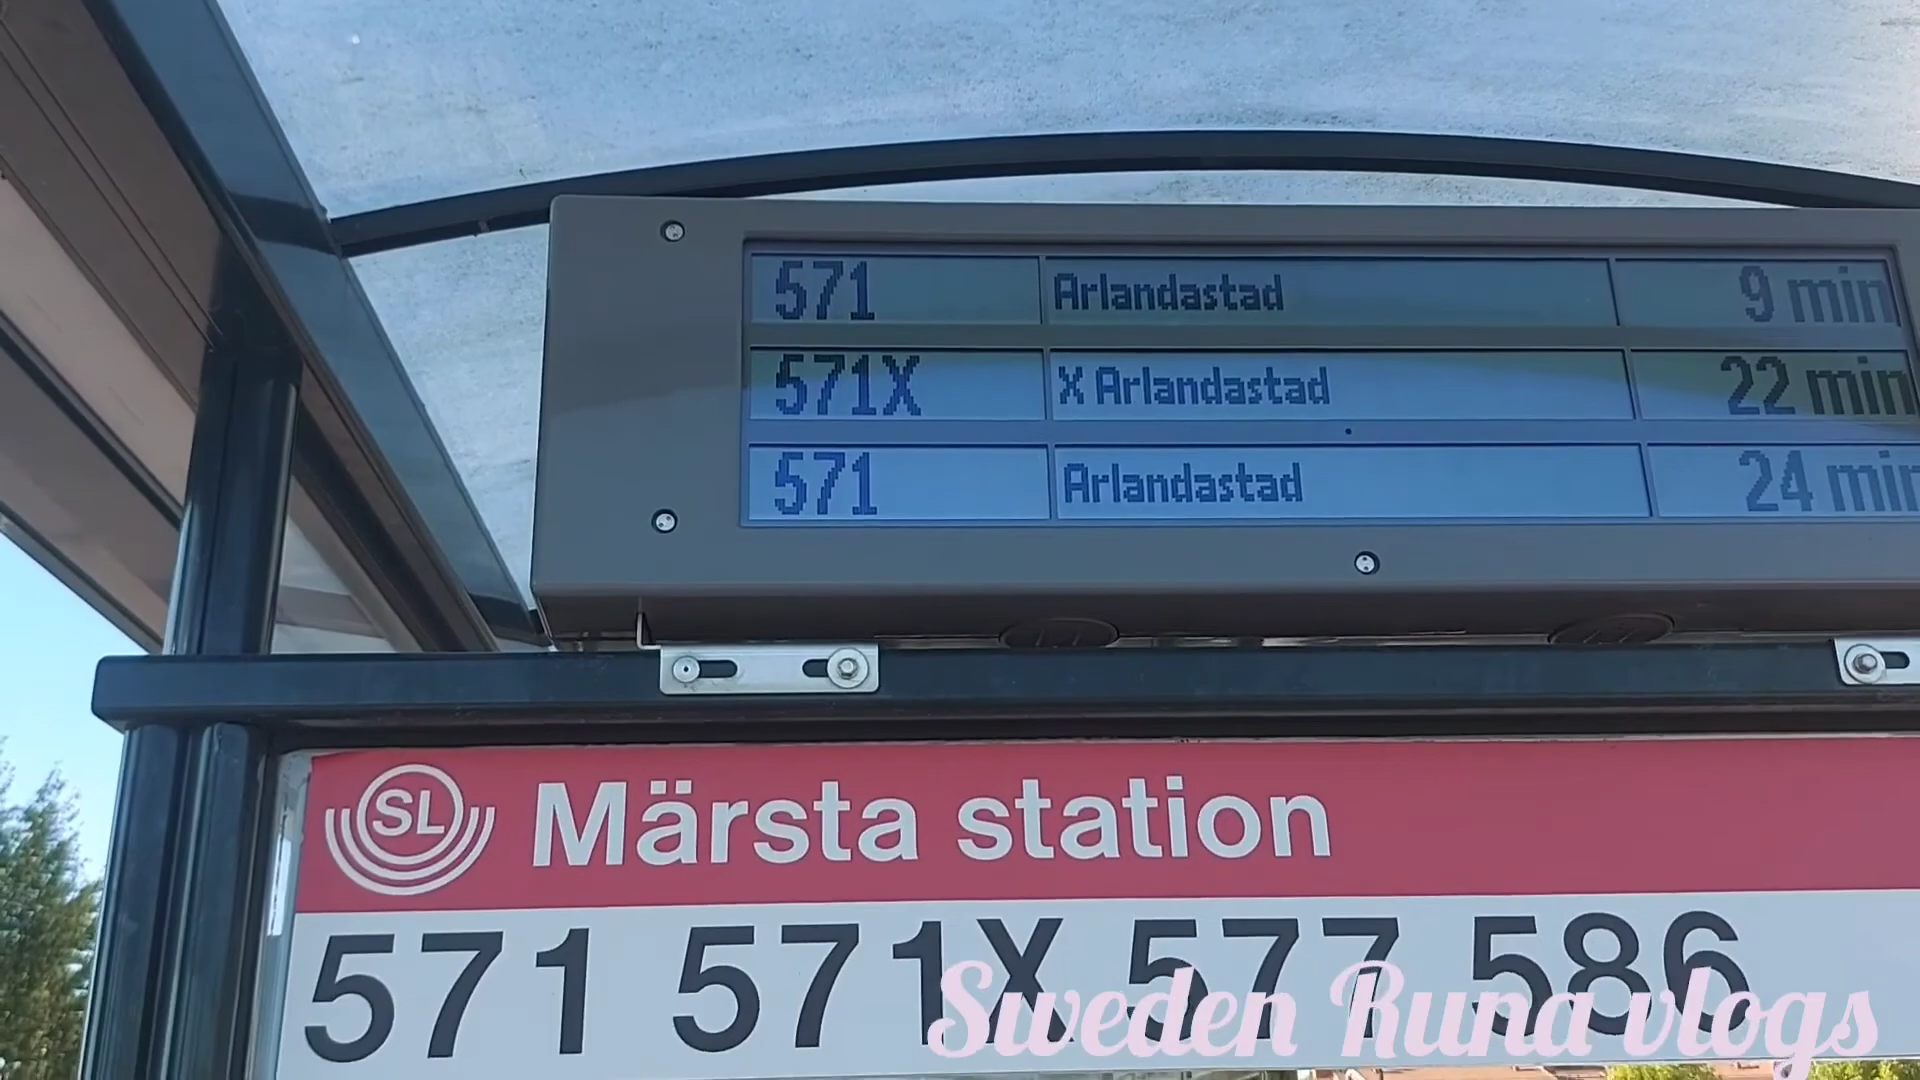 571 Arlandastad 9 min
571X X Arlandastad 22 min
571 Arlandastad 24 min
SL Märsta station
571 571X 577 586
Sweden Runa vlogs